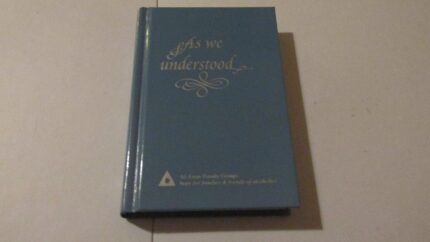 As we
understood...
Al-Anon Family Groups
hope for families & friends of alcoholics